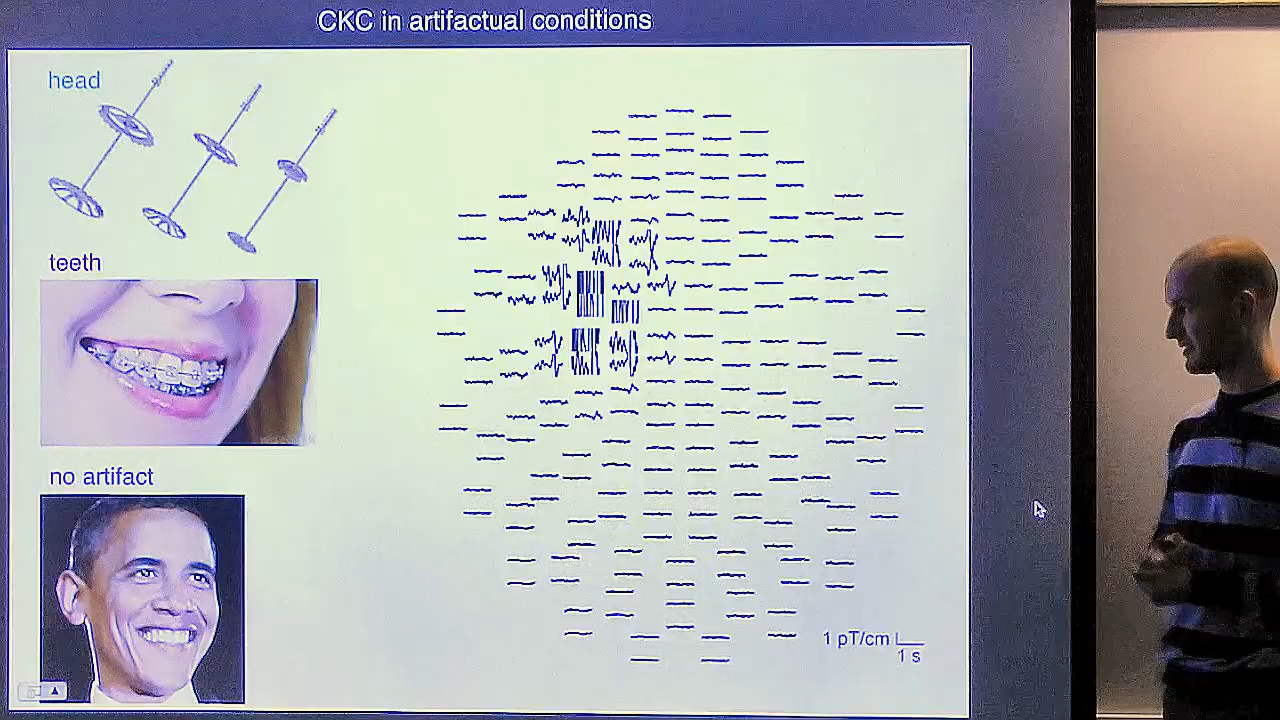 CKC in artifactual conditions
head
teeth
no artifact
1 pT/cm
1 s